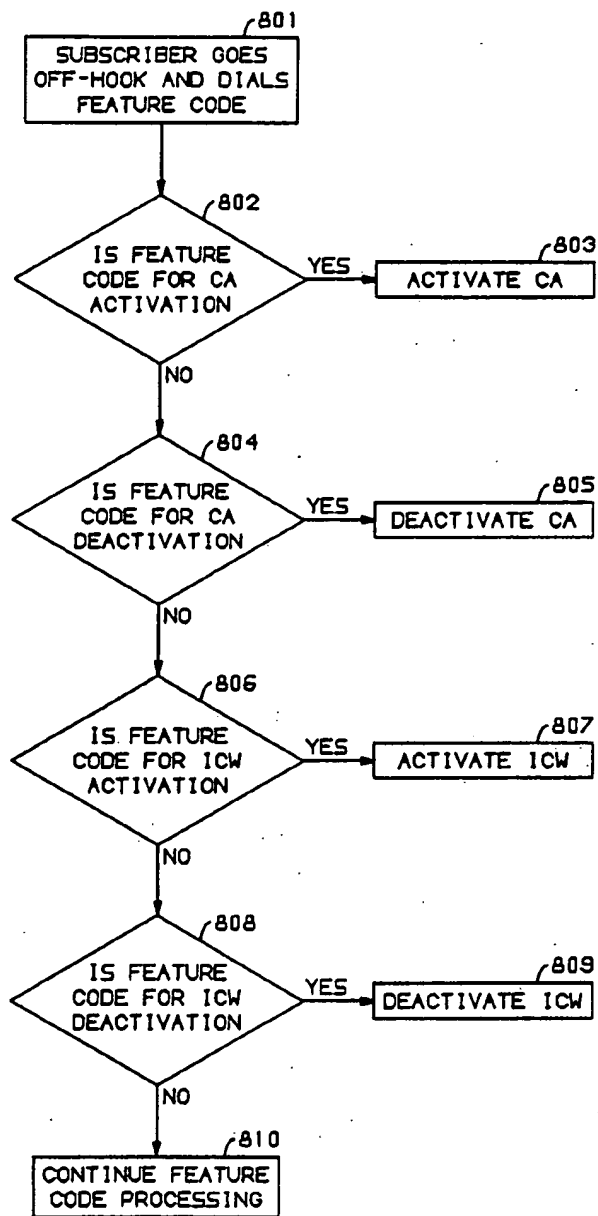 801
SUBSCRIBER GOES
OFF-HOOK AND DIALS
FEATURE CODE
802
IS FEATURE
CODE FOR CA
ACTIVATION
YES
803
ACTIVATE CA
NO
804
IS FEATURE
CODE FOR CA
DEACTIVATION
YES
805
DEACTIVATE CA
NO
806
IS FEATURE
CODE FOR ICW
ACTIVATION
YES
807
ACTIVATE ICW
NO
808
IS FEATURE
CODE FOR ICW
DEACTIVATION
YES
809
DEACTIVATE ICW
NO
810
CONTINUE FEATURE
CODE PROCESSING